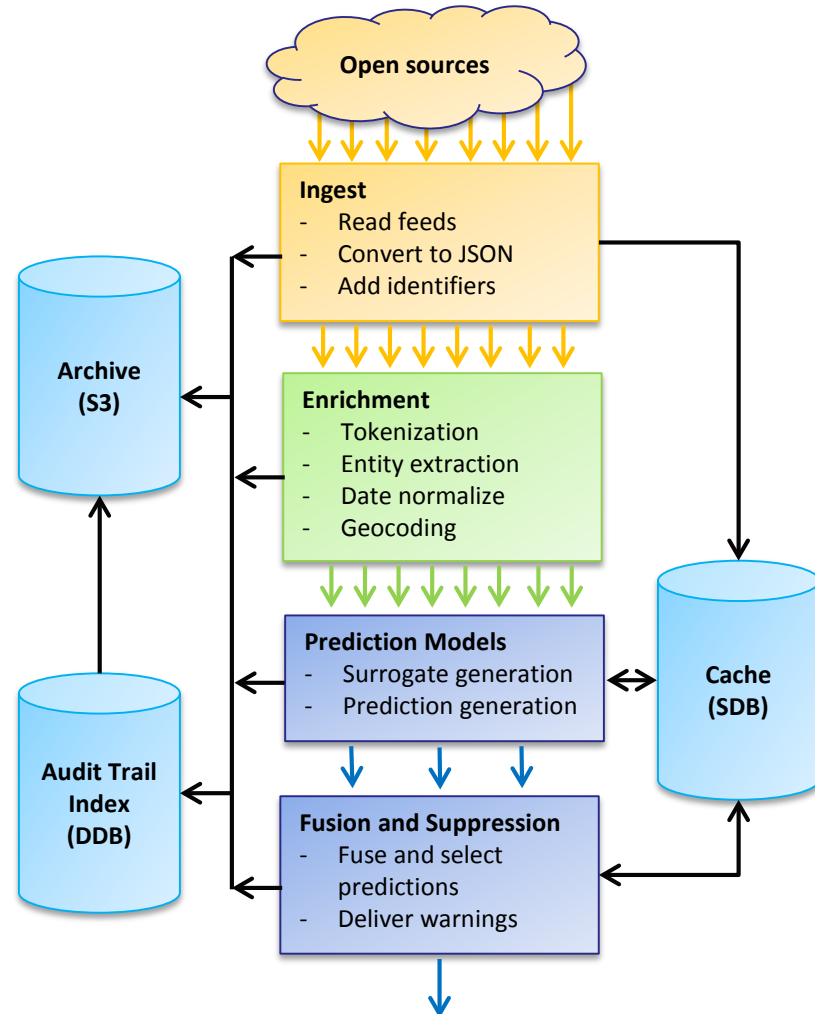 Open sources
Ingest
- Read feeds
- Convert to JSON
- Add identifiers
Archive
(S3)
Enrichment
- Tokenization
- Entity extraction
- Date normalize
- Geocoding
Prediction Models
- Surrogate generation
- Prediction generation
Cache
(SDB)
Audit Trail
Index
(DDB)
Fusion and Suppression
- Fuse and select
predictions
- Deliver warnings